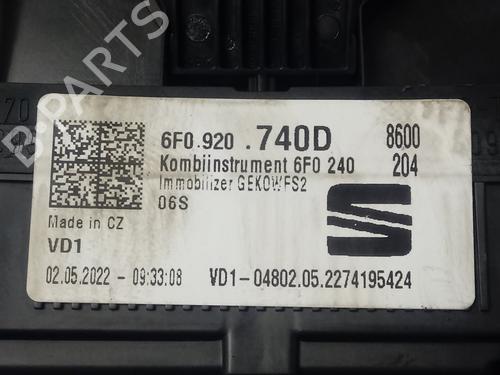 B-PARTS
6F0.920 .740D 8600
Kombiinstrument 6F0 240 204
Immobilizer GEKOWFS2
06S
Made in CZ
VD1
02.05.2022 - 09:33:08 VD1-04802.05.2274195424